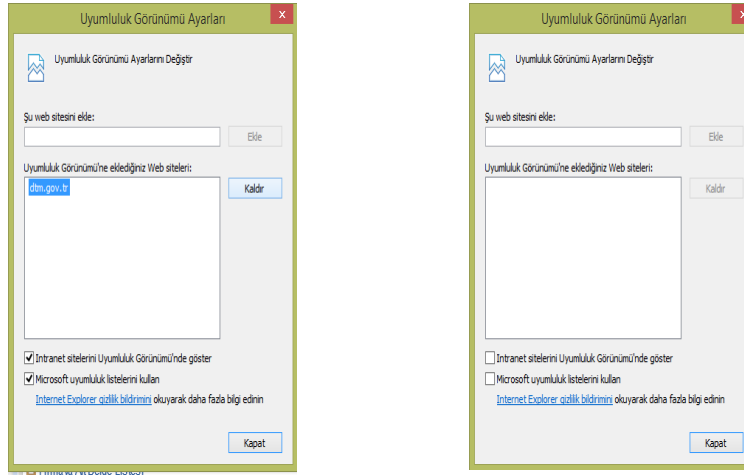 Uyumluluk Görünümü Ayarları
x
Uyumluluk Görünümü Ayarlarını Değiştir
Şu web sitesini ekle:
Ekle
Uyumluluk Görünümü'ne eklediğiniz Web siteleri:
dtm.gov.tr
Kaldır
Intranet sitelerini Uyumluluk Görünümü'nde göster
Microsoft uyumluluk listelerini kullan
Internet Explorer gizlilik bildirimini okuyarak daha fazla bilgi edinin
Kapat
Uyumluluk Görünümü Ayarları
x
Uyumluluk Görünümü Ayarlarını Değiştir
Şu web sitesini ekle:
Ekle
Uyumluluk Görünümü'ne eklediğiniz Web siteleri:
Kaldır
Intranet sitelerini Uyumluluk Görünümü'nde göster
Microsoft uyumluluk listelerini kullan
Internet Explorer gizlilik bildirimini okuyarak daha fazla bilgi edinin
Kapat